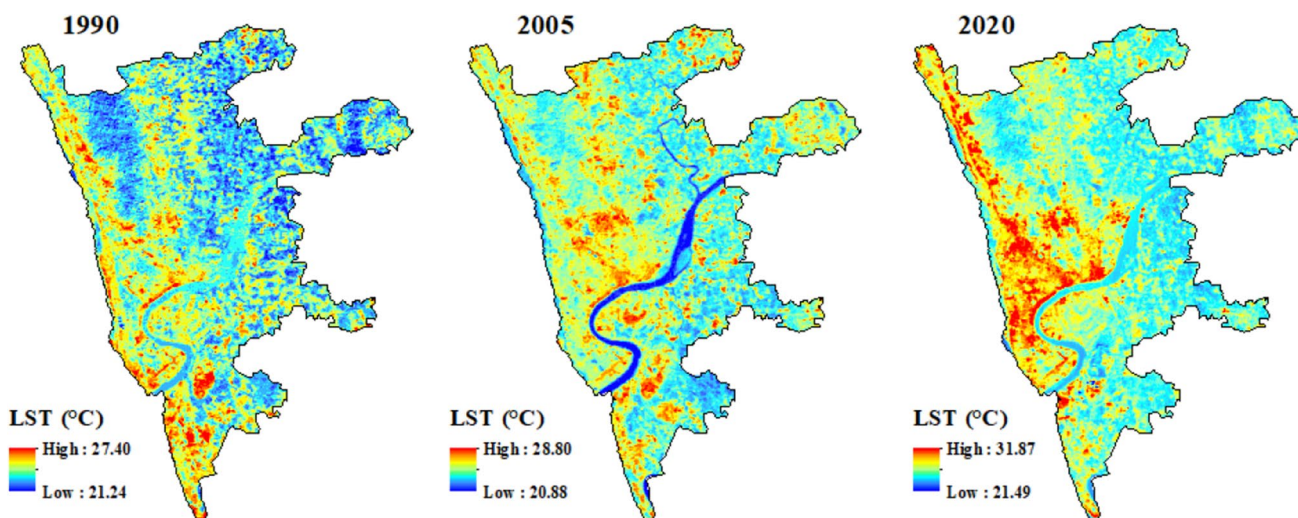 1990
2005
2020
LST (°C)
High : 27.40
Low : 21.24
LST (°C)
High : 28.80
Low : 20.88
LST (°C)
High : 31.87
Low : 21.49